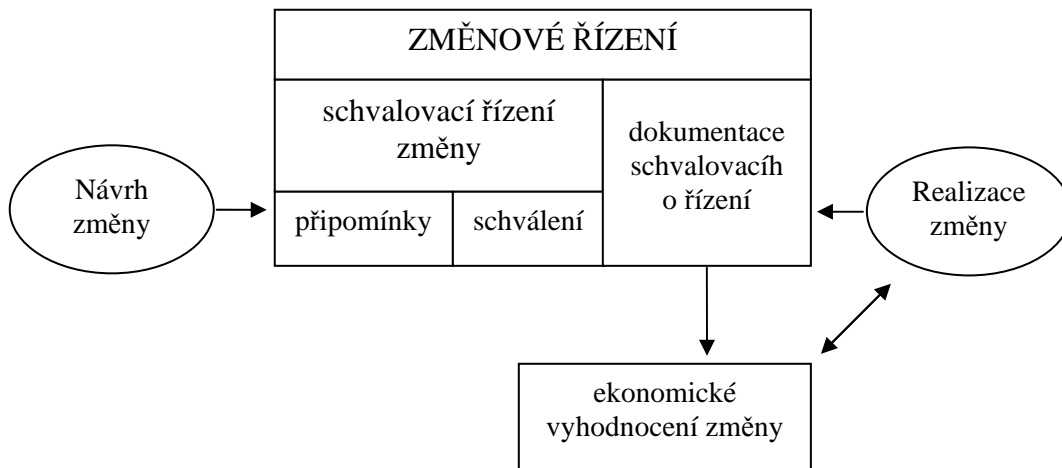 ZMĚNOVÉ ŘÍZENÍ
schvalovací řízení
změny
dokumentace
schvalovacíh
o řízení
Návrh
změny
připomínky
schválení
Realizace
změny
ekonomické
vyhodnocení změny